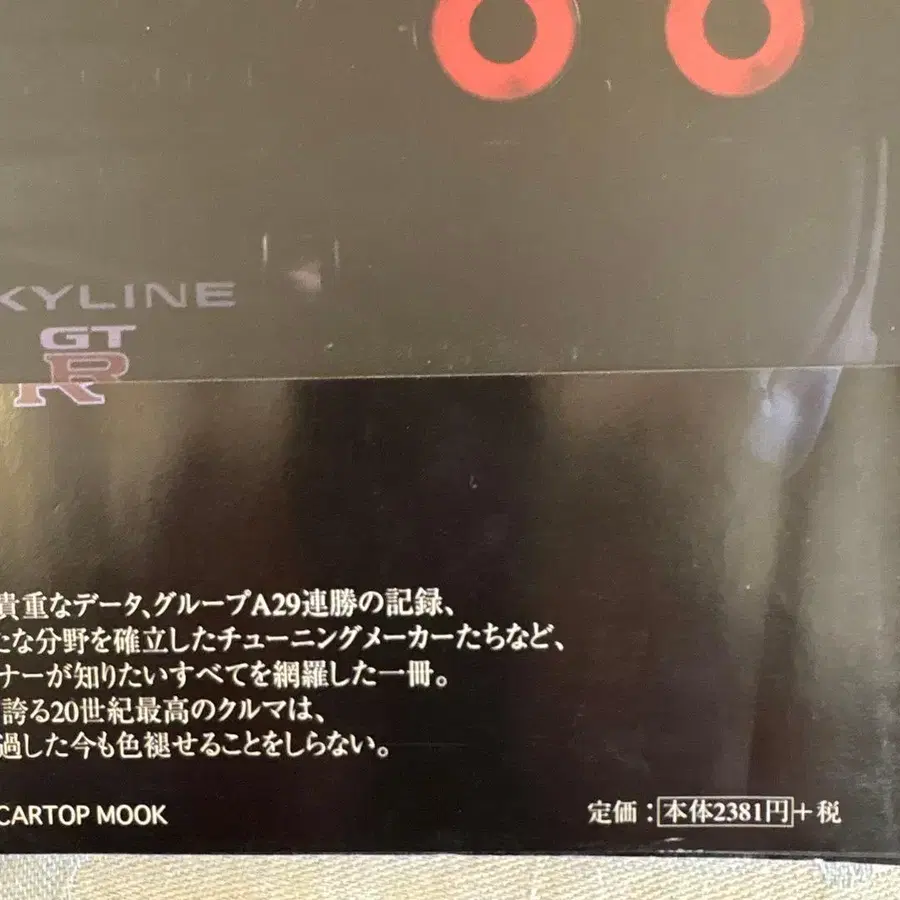 KYLINE
GT
R
貴重なデータ、グループA29連勝の記録、
たな分野を確立したチューニングメーカーたちなど、
ナーが知りたいすべてを網羅した一冊。
誇る20世紀最高のクルマは、
過した今も色褪せることをしらない。
CARTOP MOOK
定価：本体2381円+税